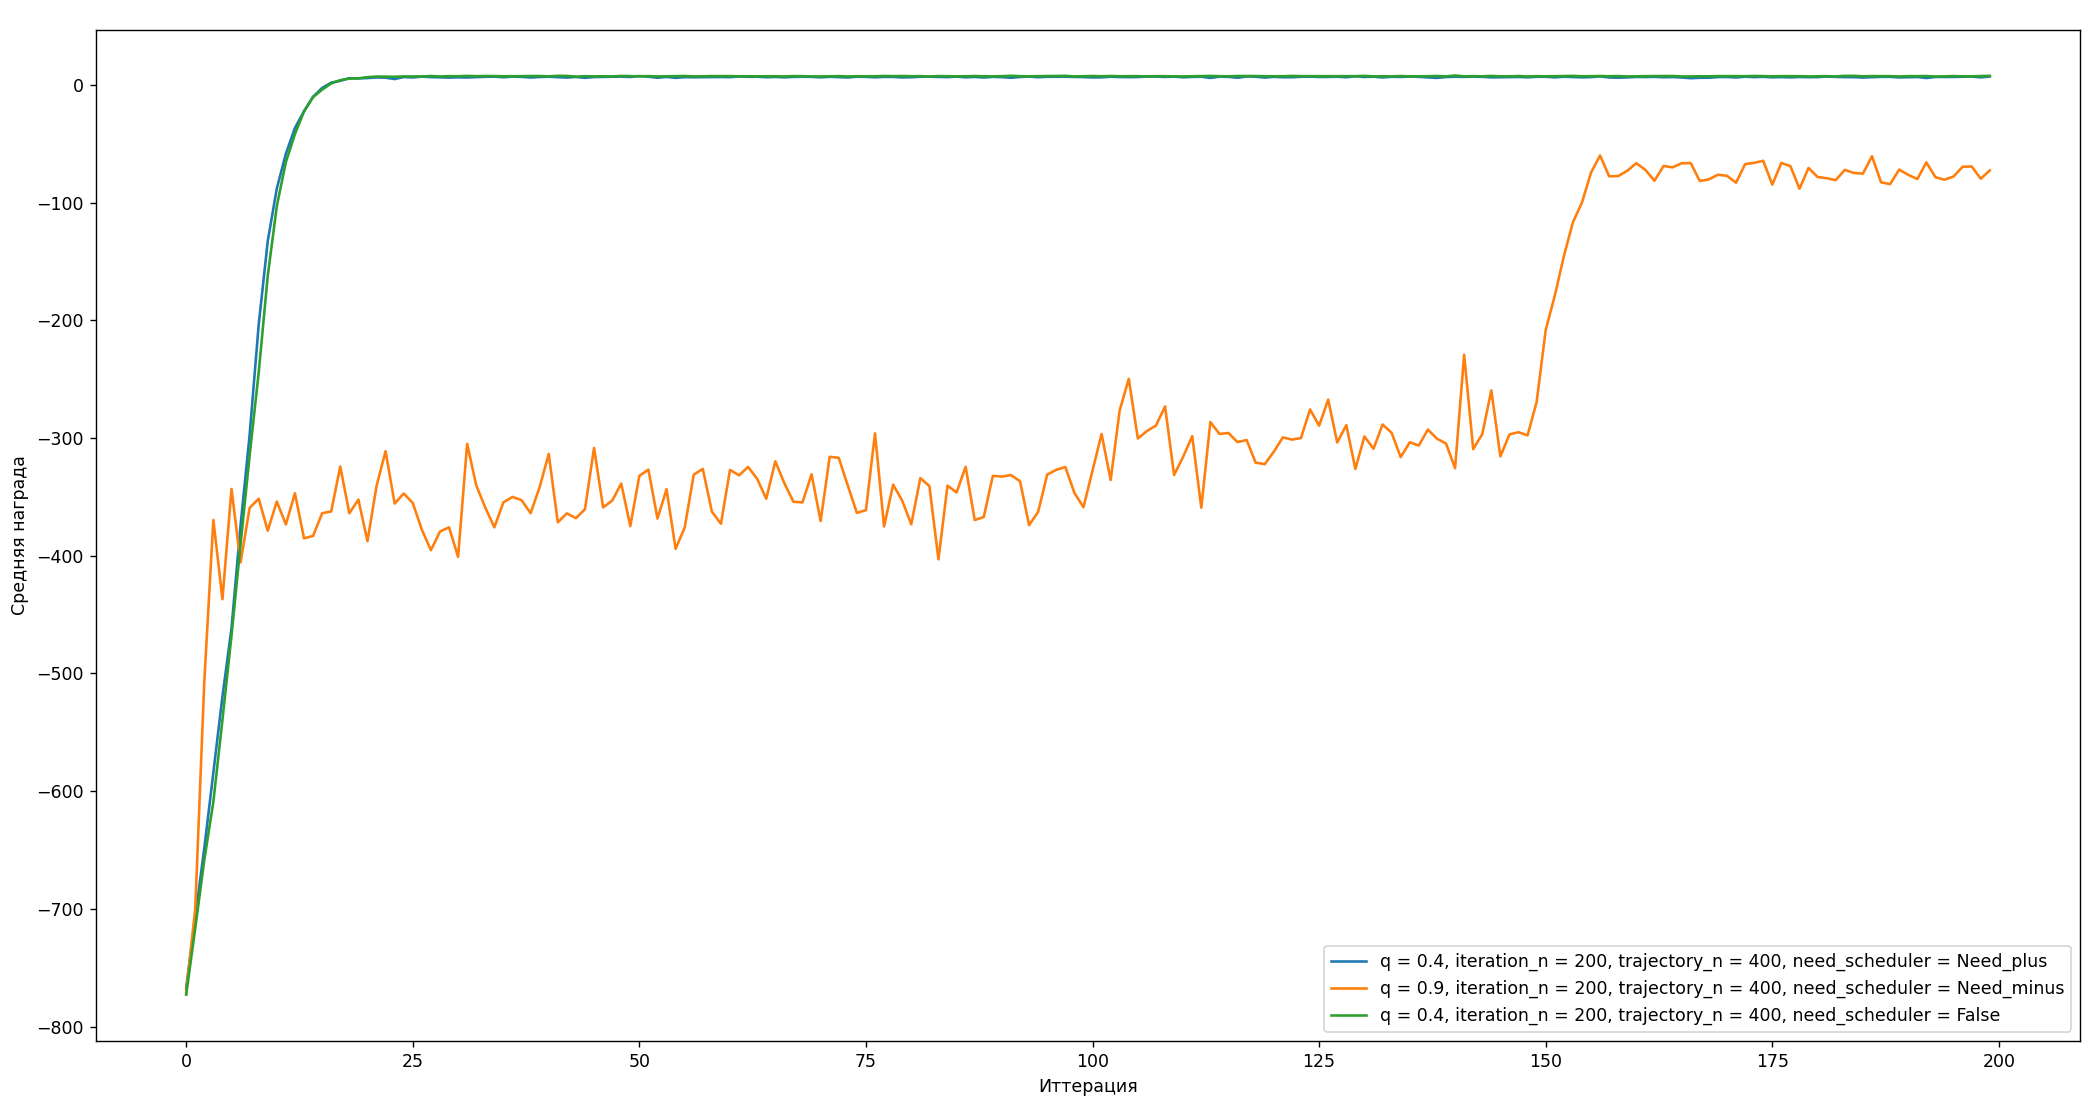 0
−100
−200
−300
−400
−500
−600
−700
−800
Средняя награда
q = 0.4, iteration_n = 200, trajectory_n = 400, need_scheduler = Need_plus
q = 0.9, iteration_n = 200, trajectory_n = 400, need_scheduler = Need_minus
q = 0.4, iteration_n = 200, trajectory_n = 400, need_scheduler = False
0 25 50 75 100 125 150 175 200
Иттерация